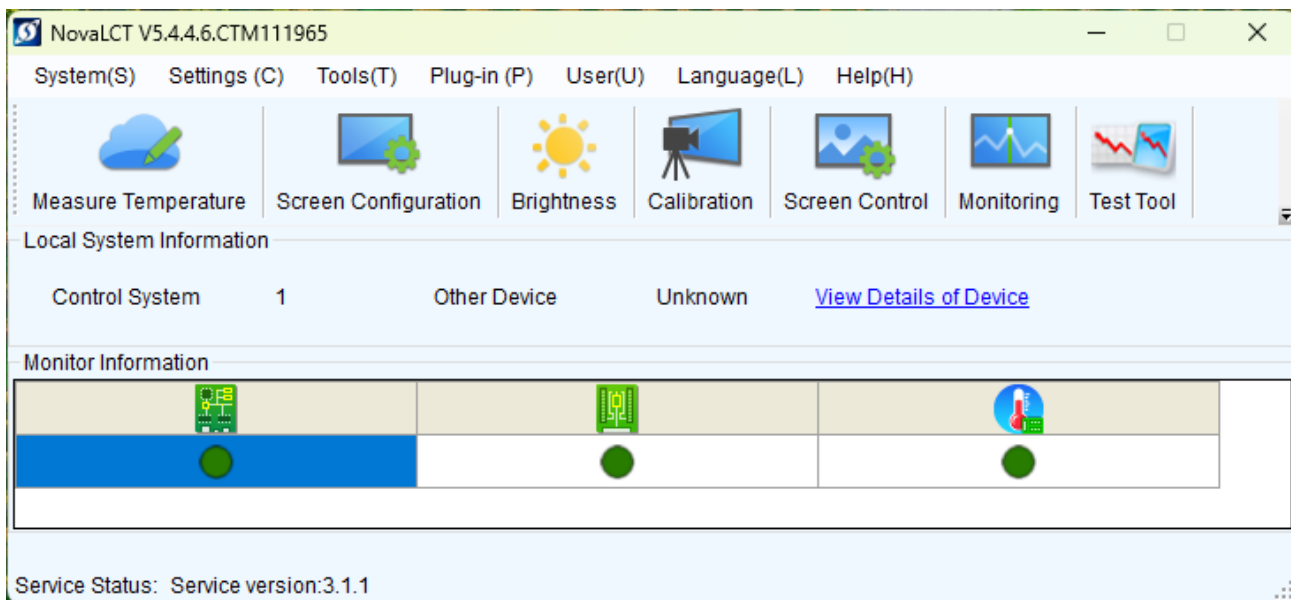 NovaLCT V5.4.4.6.CTM111965
System(S) Settings (C) Tools(T) Plug-in (P) User(U) Language(L) Help(H)
Measure Temperature Screen Configuration Brightness Calibration Screen Control Monitoring Test Tool
Local System Information
Control System 1 Other Device Unknown View Details of Device
Monitor Information
Service Status: Service version:3.1.1